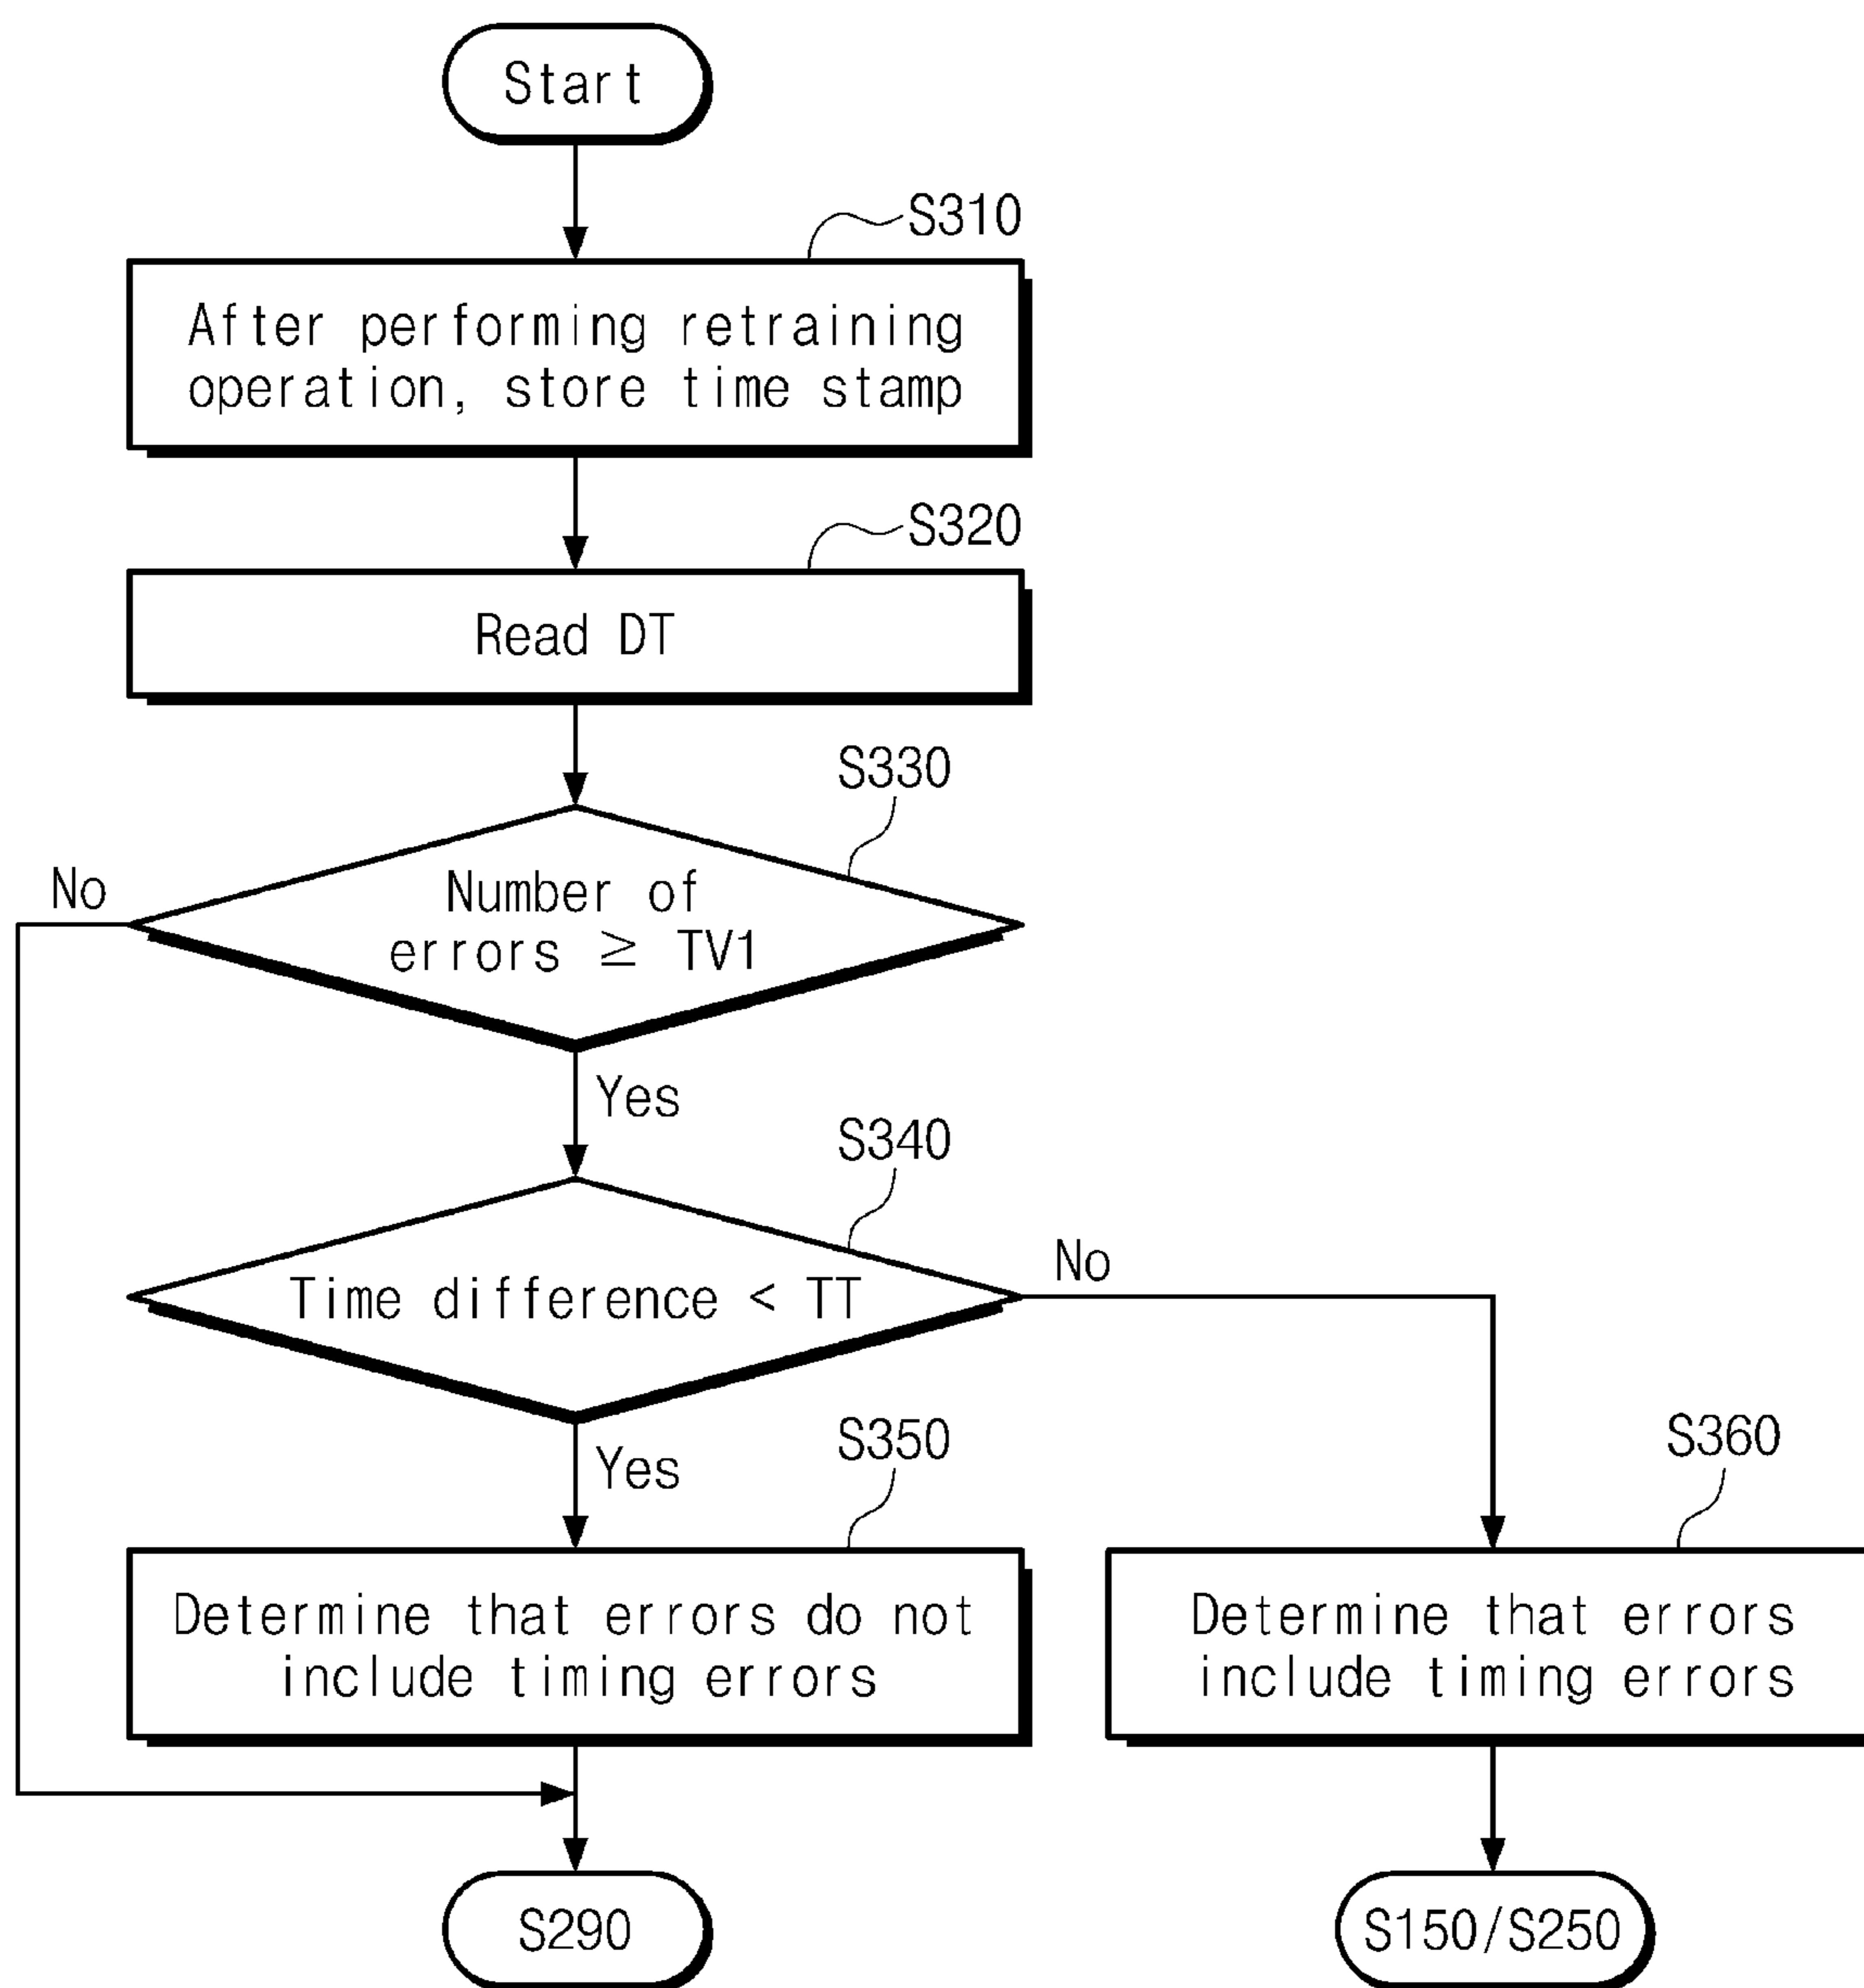 Start
S310
After performing retraining
operation, store time stamp
S320
Read DT
S330
No
Number of
errors ≥ TV1
Yes
S340
No
Time difference < TT
Yes
S350
S360
Determine that errors do not
include timing errors
Determine that errors
include timing errors
S290
S150/S250